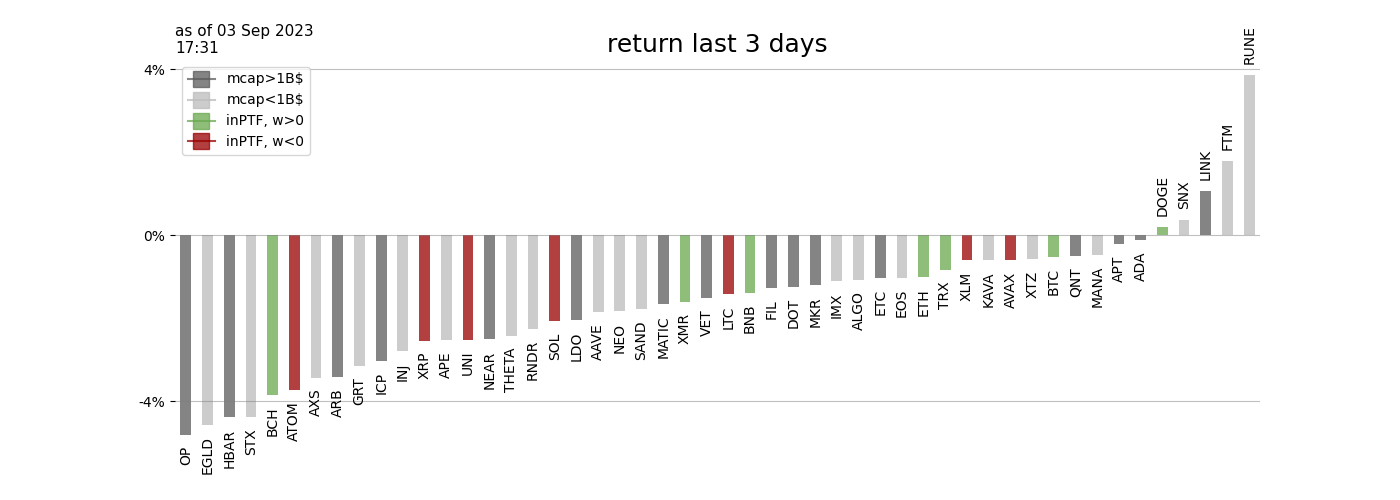 as of 03 Sep 2023
17:31
return last 3 days
4%
0%
-4%
mcap>1B$
mcap<1B$
inPTF, w>0
inPTF, w<0
OP
EGLD
HBAR
STX
BCH
ATOM
AXS
ARB
GRT
ICP
INJ
XRP
APE
UNI
NEAR
THETA
RNDR
SOL
LDO
AAVE
NEO
SAND
MATIC
XMR
VET
LTC
BNB
FIL
DOT
MKR
IMX
ALGO
ETC
EOS
ETH
TRX
XLM
KAVA
AVAX
XTZ
BTC
QNT
MANA
APT
ADA
DOGE
SNX
LINK
FTM
RUNE